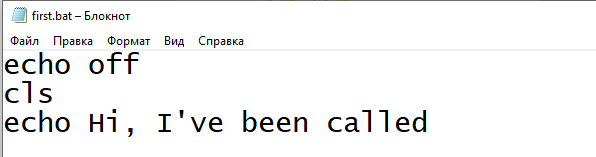 first.bat – Блокнот
Файл Правка Формат Вид Справка
echo off
cls
echo Hi, I've been called